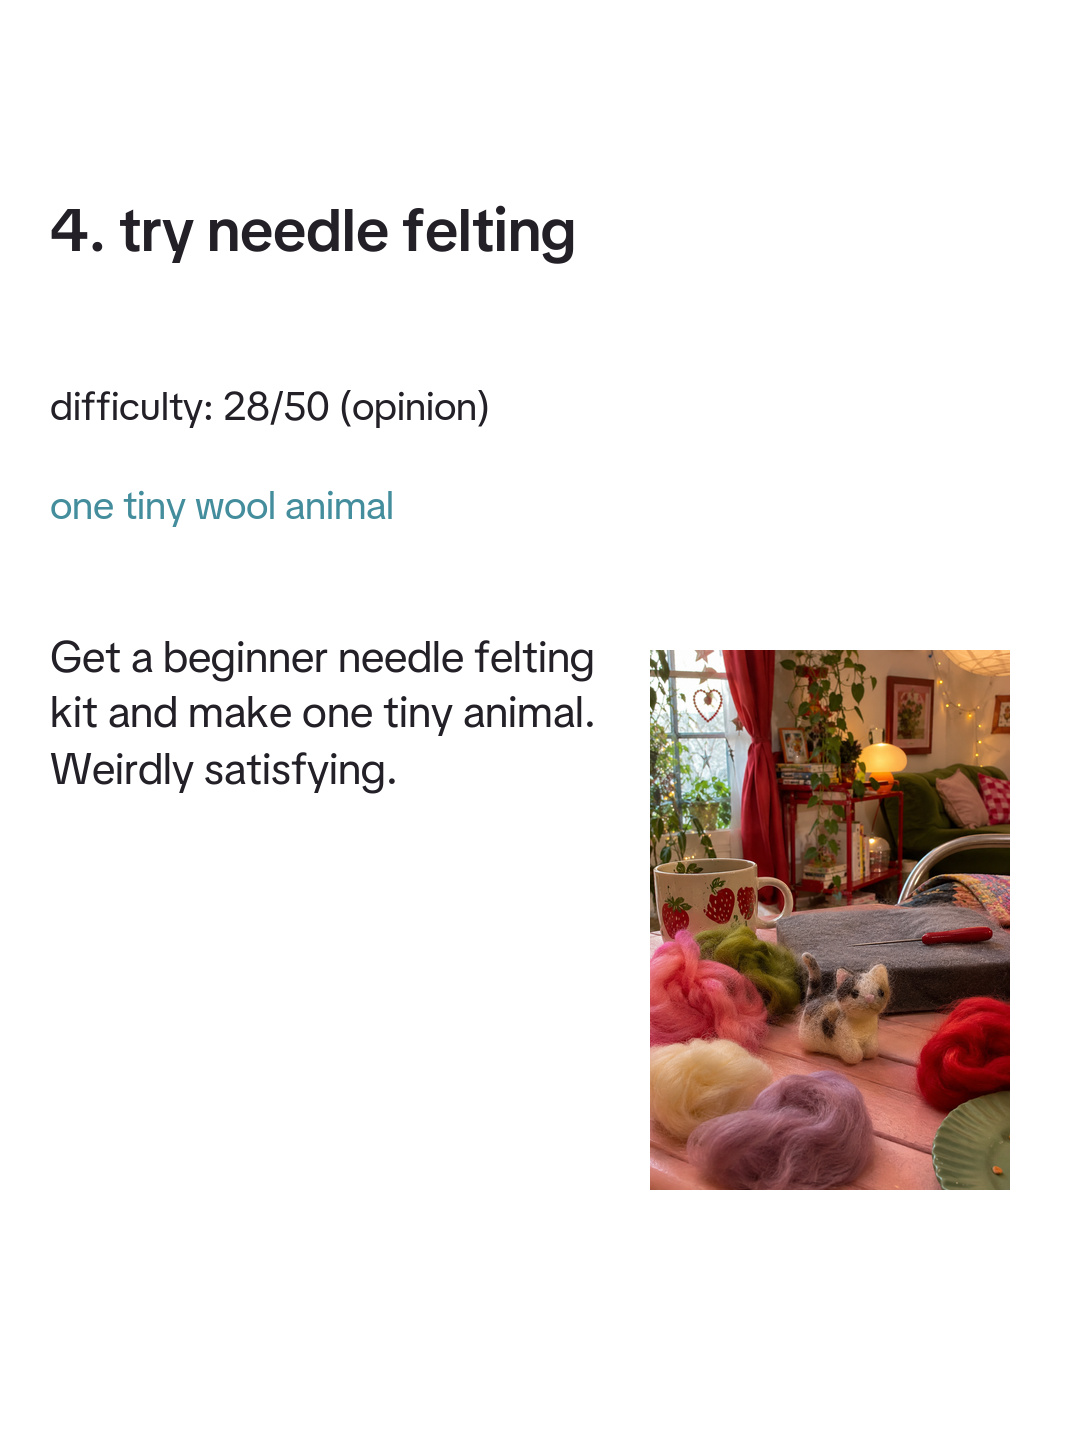 4. try needle felting
difficulty: 28/50 (opinion)
one tiny wool animal
Get a beginner needle felting
kit and make one tiny animal.
Weirdly satisfying.